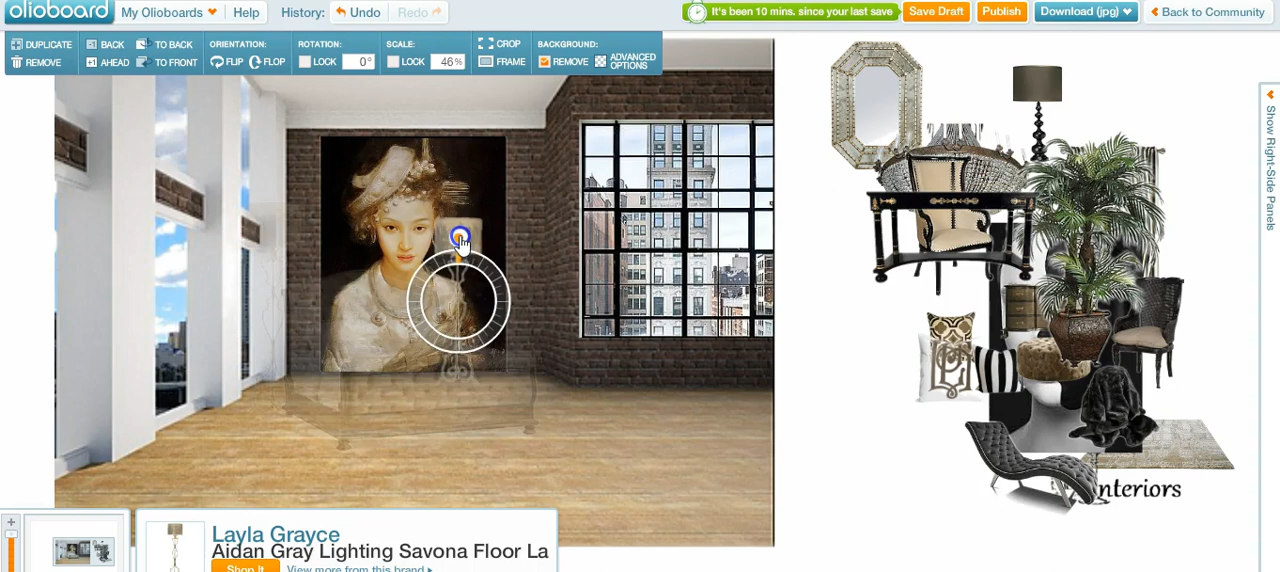 olioboard My Olioboards Help History: Undo Redo It's been 10 mins. since your last save Save Draft Publish Download (jpg) Back to Community
DUPLICATE BACK TO BACK ORIENTATION: ROTATION: SCALE: CROP BACKGROUND:
REMOVE AHEAD TO FRONT FLIP FLOP LOCK 0° LOCK 46% FRAME REMOVE ADVANCED OPTIONS
Show Right-Side Panels
nteriors
Layla Grayce
Aidan Gray Lighting Savona Floor La
Shop It View more from this brand